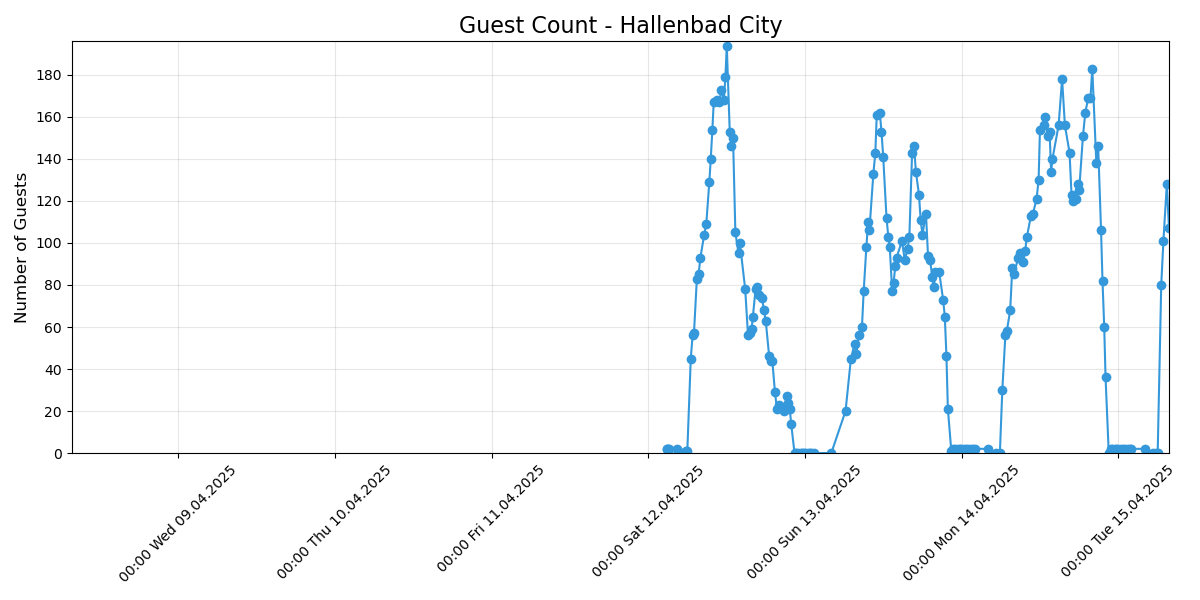 Guest Count - Hallenbad City
Number of Guests
180
160
140
120
100
80
60
40
20
0
00:00 Wed 09.04.2025
00:00 Thu 10.04.2025
00:00 Fri 11.04.2025
00:00 Sat 12.04.2025
00:00 Sun 13.04.2025
00:00 Mon 14.04.2025
00:00 Tue 15.04.2025